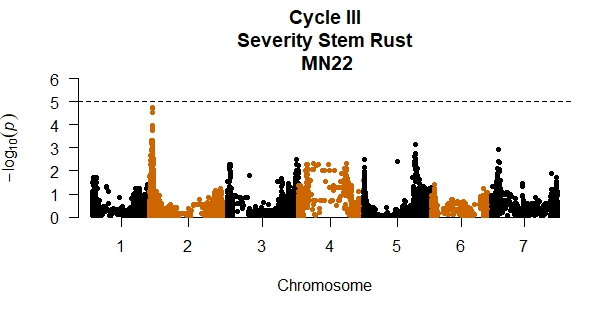 Cycle III
Severity Stem Rust
MN22
6
5
4
3
2
1
0
−log10(p)
1 2 3 4 5 6 7
Chromosome